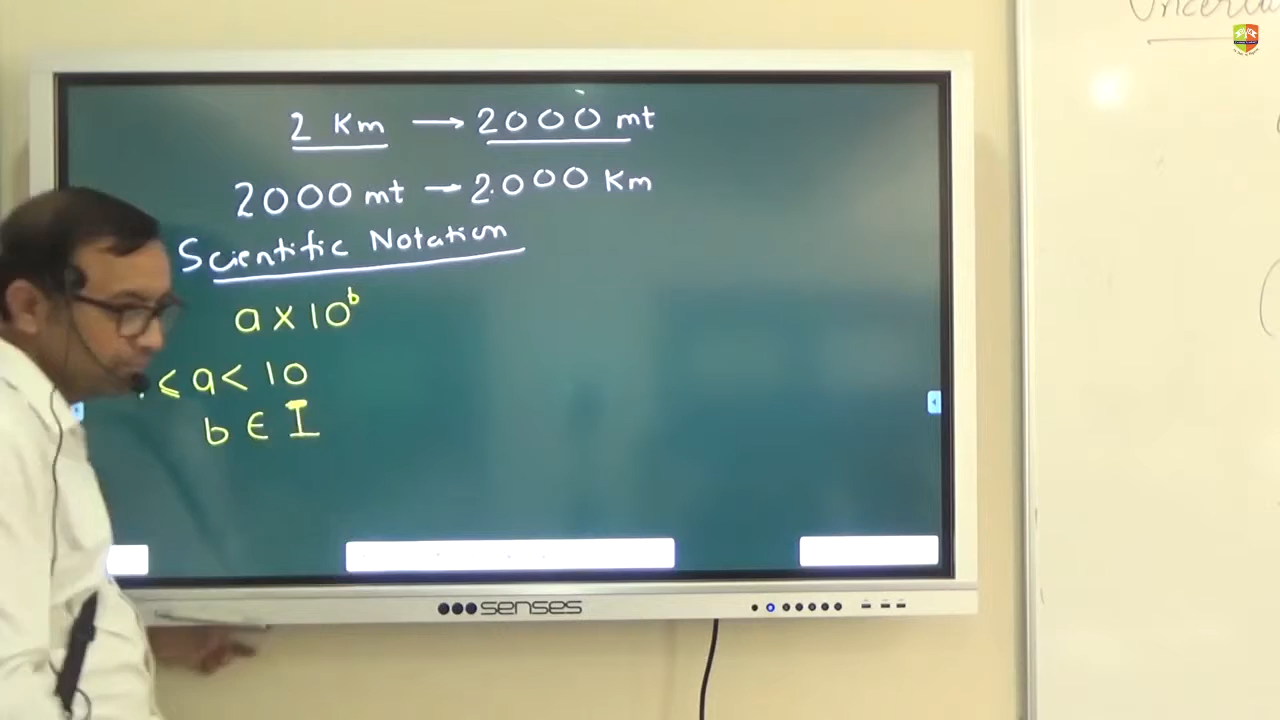 2 Km → 2000 mt
2000 mt – 2.000 Km
Scientific Notation
a x 10ᵇ
≤ a < 10
b ∈ I
senses